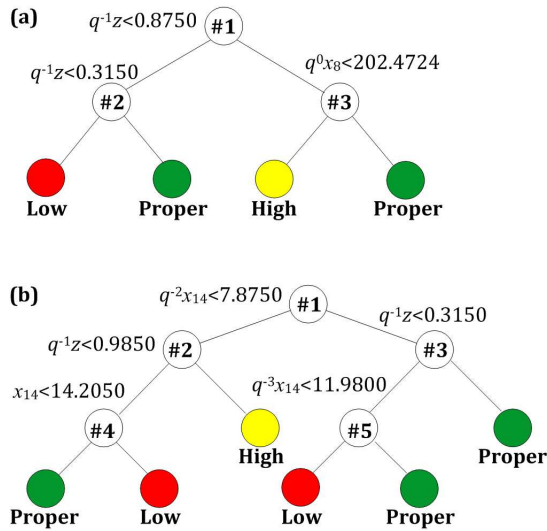 (a)
q⁻¹z<0.8750
#1
q⁻¹z<0.3150
q⁰x₈<202.4724
#2
#3
Low
Proper
High
Proper
(b)
q⁻²x₁₄<7.8750
#1
q⁻¹z<0.9850
q⁻¹z<0.3150
#2
#3
x₁₄<14.2050
q⁻³x₁₄<11.9800
#4
High
#5
Proper
Proper
Low
Low
Proper